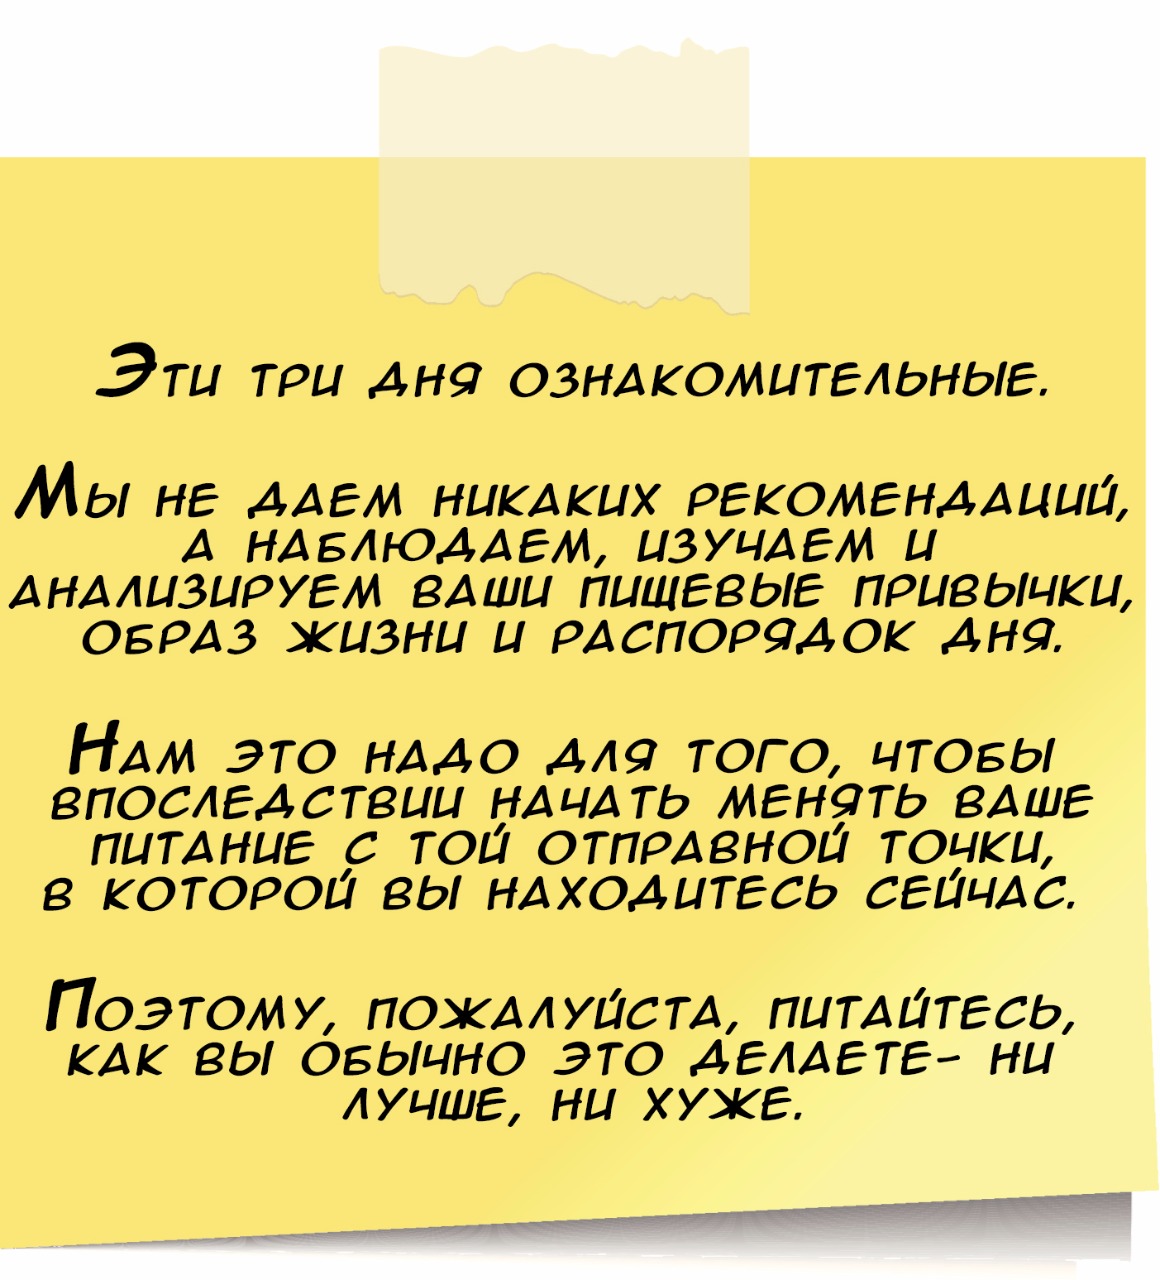 Эти три дня ознакомительные.
Мы не даем никаких рекомендаций,
а наблюдаем, изучаем и
анализируем ваши пищевые привычки,
образ жизни и распорядок дня.
Нам это надо для того, чтобы
впоследствии начать менять ваше
питание с той отправной точки,
в которой вы находитесь сейчас.
Поэтому, пожалуйста, питайтесь,
как вы обычно это делаете- ни
лучше, ни хуже.